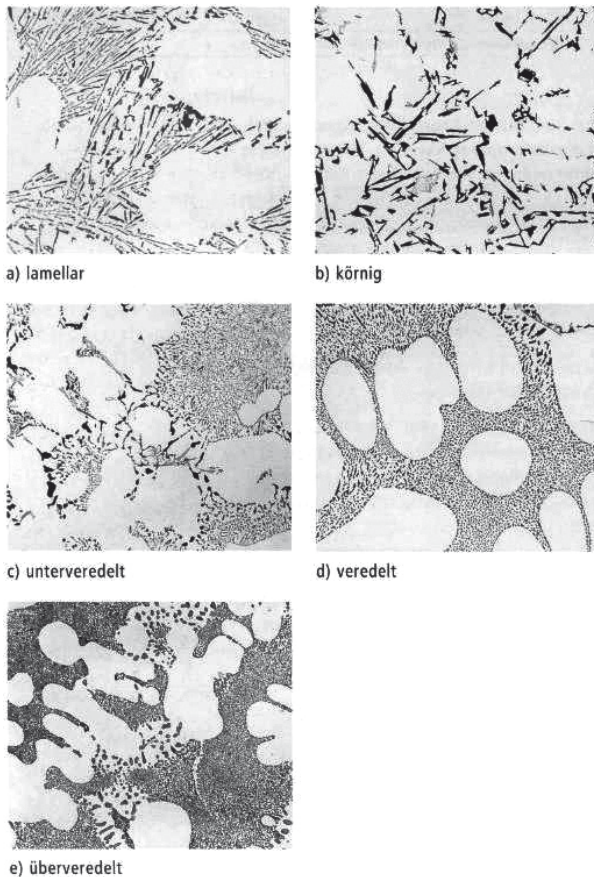 a) lamellar
b) körnig
c) unterveredelt
d) veredelt
e) überveredelt